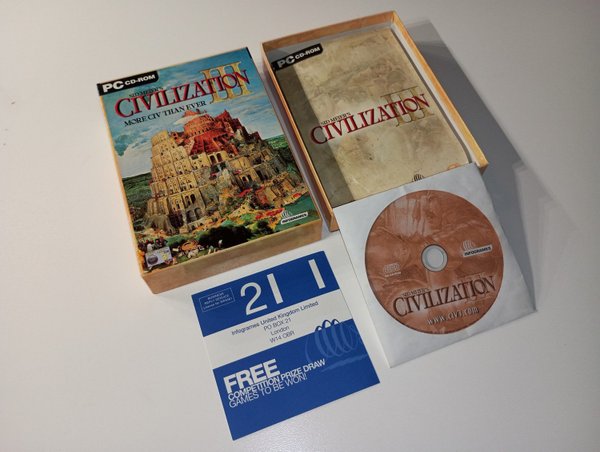 PC CD-ROM
SID MEIER'S
CIVILIZATION
III
MORE CIV THAN EVER
INFOGRAMES
PC CD-ROM
SID MEIER'S
CIVILIZATION
III
INFOGRAMES
SID MEIER'S
CIVILIZATION
www.civ3.com
211
Infogrames United Kingdom Limited
PO BOX 21
London
W14 0BR
FREE
COMPETITION PRIZE DRAW
GAMES TO BE WON!